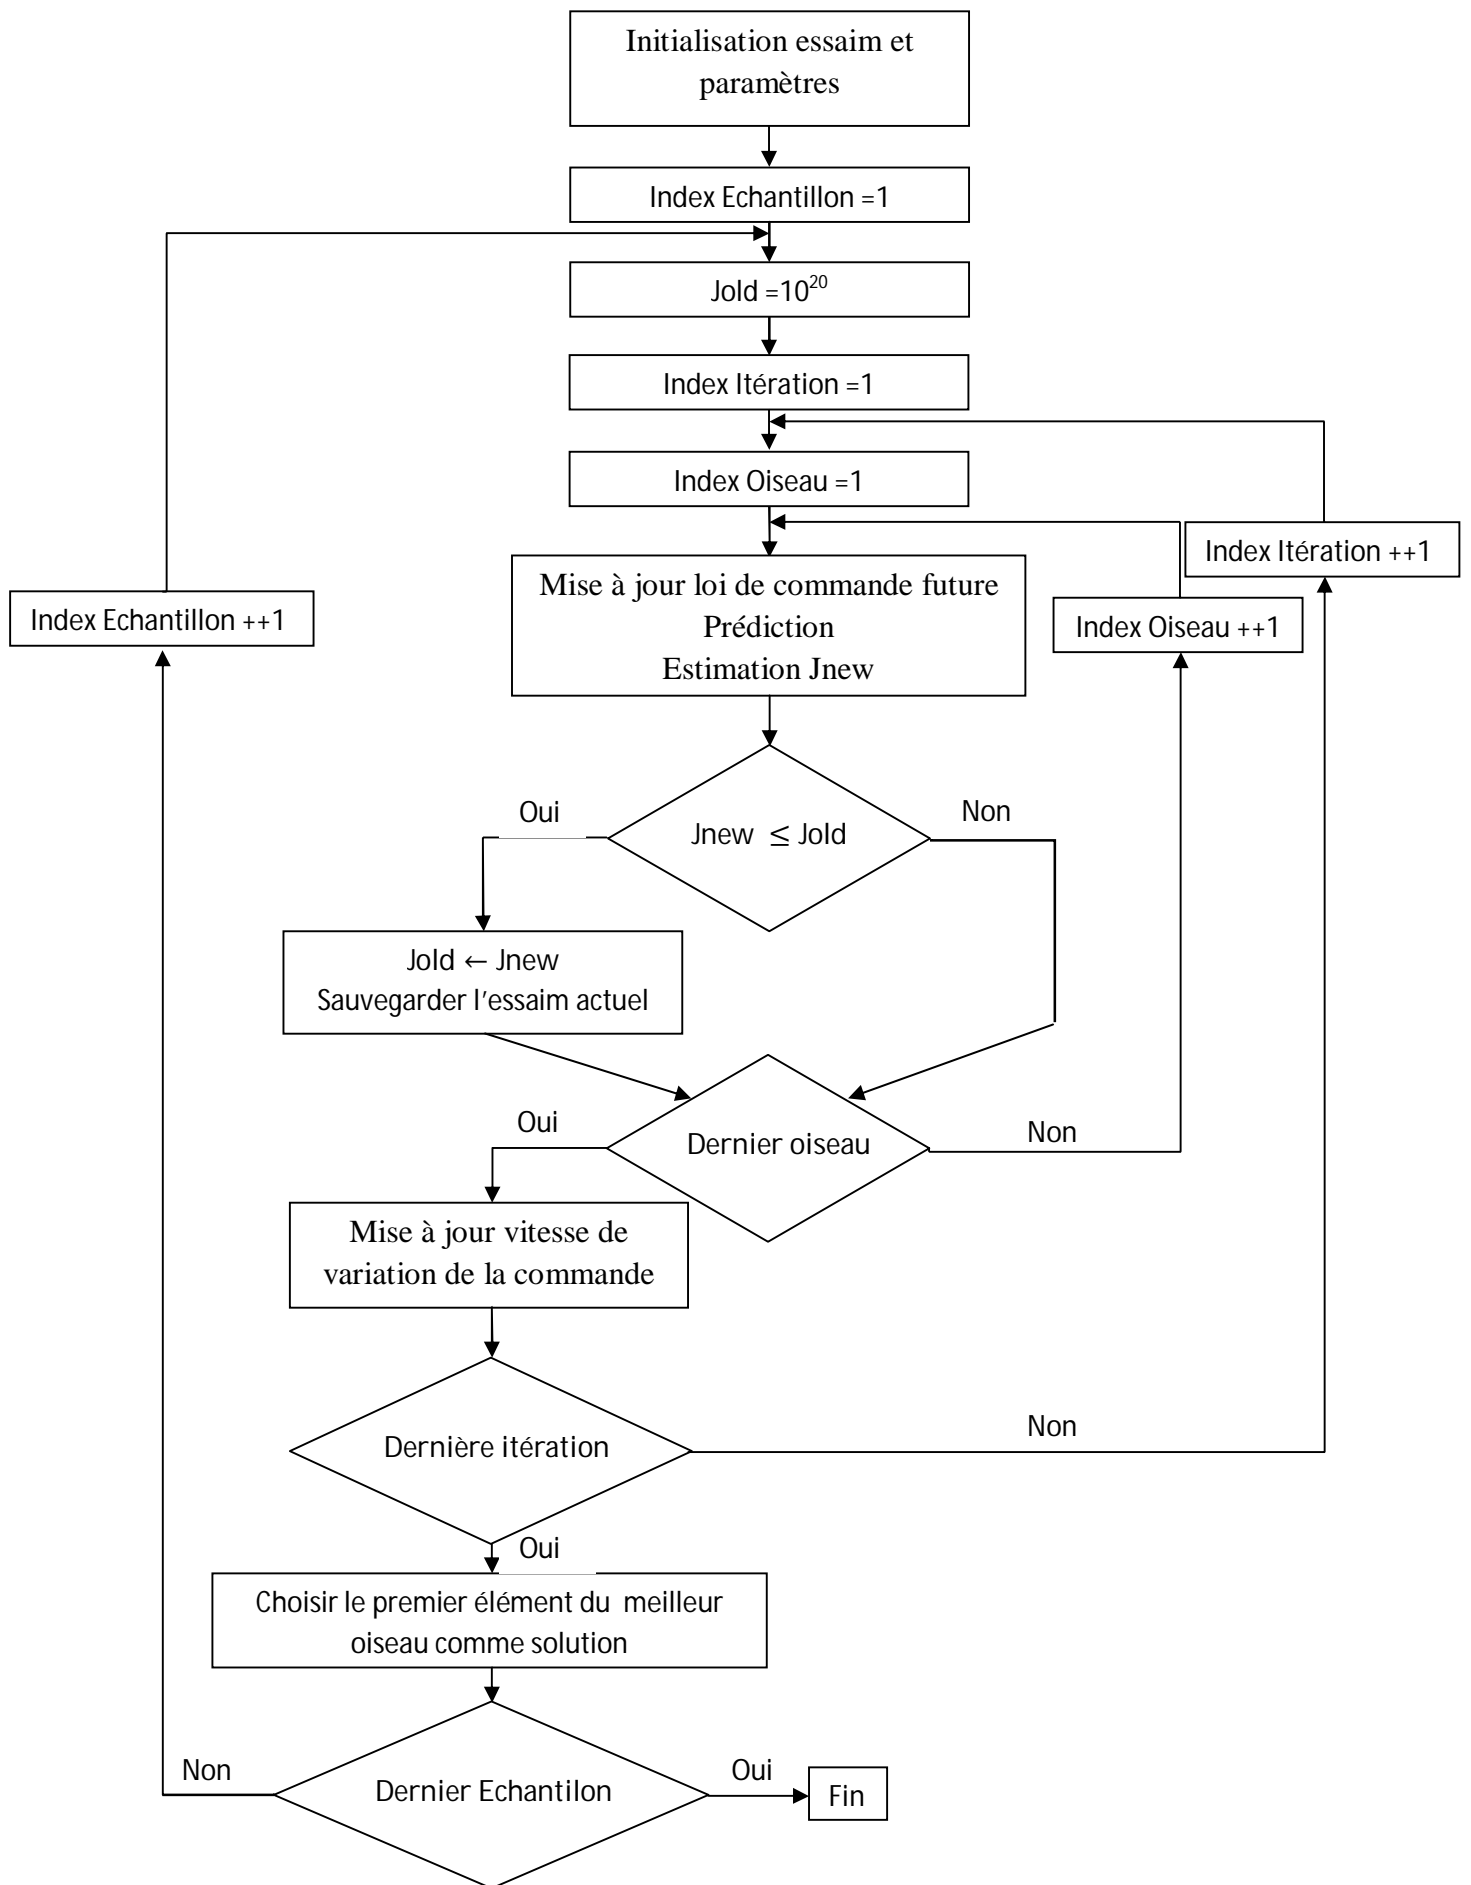 Initialisation essaim et
paramètres
Index Echantillon =1
Jold =10²⁰
Index Itération =1
Index Oiseau =1
Index Itération ++1
Mise à jour loi de commande future
Prédiction
Estimation Jnew
Index Echantillon ++1
Index Oiseau ++1
Oui
Non
Jnew ≤ Jold
Jold ← Jnew
Sauvegarder l'essaim actuel
Oui
Dernier oiseau
Non
Mise à jour vitesse de
variation de la commande
Dernière itération
Non
Oui
Choisir le premier élément du meilleur
oiseau comme solution
Non
Dernier Echantilon
Oui
Fin